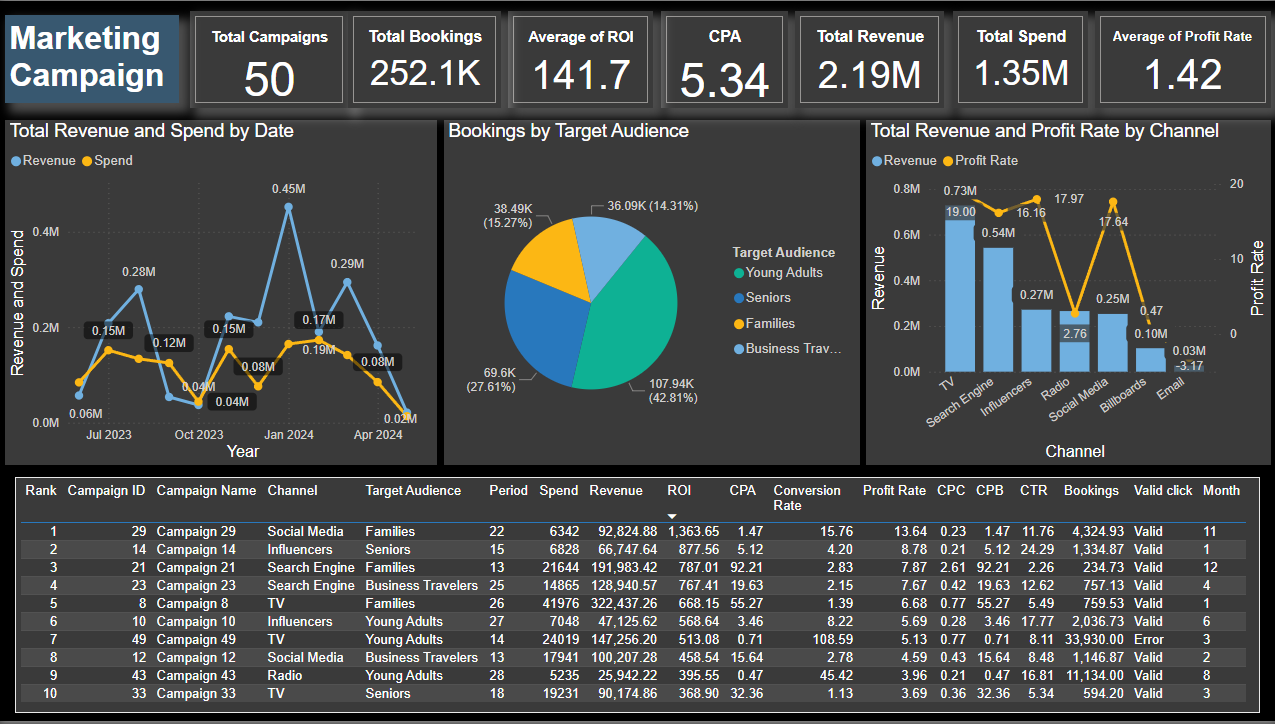 Marketing
Campaign
Total Campaigns
50
Total Bookings
252.1K
Average of ROI
141.7
CPA
5.34
Total Revenue
2.19M
Total Spend
1.35M
Average of Profit Rate
1.42
Total Revenue and Spend by Date
Revenue Spend
Revenue and Spend
0.4M
0.2M
0.0M
0.45M
0.28M
0.29M
0.15M
0.12M
0.15M
0.17M
0.08M
0.19M
0.08M
0.04M
0.04M
0.06M
0.02M
Jul 2023 Oct 2023 Jan 2024 Apr 2024
Year
Bookings by Target Audience
38.49K
(15.27%)
36.09K (14.31%)
69.6K
(27.61%)
107.94K
(42.81%)
Target Audience
Young Adults
Seniors
Families
Business Trav...
Total Revenue and Profit Rate by Channel
Revenue Profit Rate
Revenue
0.8M
0.6M
0.4M
0.2M
0.0M
0.73M
19.00
0.54M
16.16
17.97
0.27M
2.76
0.25M
17.64
0.47
0.10M
0.03M
-3.17
20
10
0
Profit Rate
TV
Search Engine
Influencers
Radio
Social Media
Billboards
Email
Channel
Rank Campaign ID Campaign Name Channel Target Audience Period Spend Revenue ROI CPA Conversion Rate Profit Rate CPC CPB CTR Bookings Valid click Month
1 29 Campaign 29 Social Media Families 22 6342 92,824.88 1,363.65 1.47 15.76 13.64 0.23 1.47 11.76 4,324.93 Valid 11
2 14 Campaign 14 Influencers Seniors 15 6828 66,747.64 877.56 5.12 4.20 8.78 0.21 5.12 24.29 1,334.87 Valid 1
3 21 Campaign 21 Search Engine Families 13 21644 191,983.42 787.01 92.21 2.83 7.87 2.61 92.21 2.26 234.73 Valid 12
4 23 Campaign 23 Search Engine Business Travelers 25 14865 128,940.57 767.41 19.63 2.15 7.67 0.42 19.63 12.62 757.13 Valid 4
5 8 Campaign 8 TV Families 26 41976 322,437.26 668.15 55.27 1.39 6.68 0.77 55.27 5.49 759.53 Valid 1
6 10 Campaign 10 Influencers Young Adults 27 7048 47,125.62 568.64 3.46 8.22 5.69 0.28 3.46 17.77 2,036.73 Valid 6
7 49 Campaign 49 TV Young Adults 14 24019 147,256.20 513.08 0.71 108.59 5.13 0.77 0.71 8.11 33,930.00 Error 3
8 12 Campaign 12 Social Media Business Travelers 13 17941 100,207.28 458.54 15.64 2.78 4.59 0.43 15.64 8.48 1,146.87 Valid 2
9 43 Campaign 43 Radio Young Adults 28 5235 25,942.22 395.55 0.47 45.42 3.96 0.21 0.47 16.81 11,134.00 Valid 8
10 33 Campaign 33 TV Seniors 18 19231 90,174.86 368.90 32.36 1.13 3.69 0.36 32.36 5.34 594.20 Valid 3